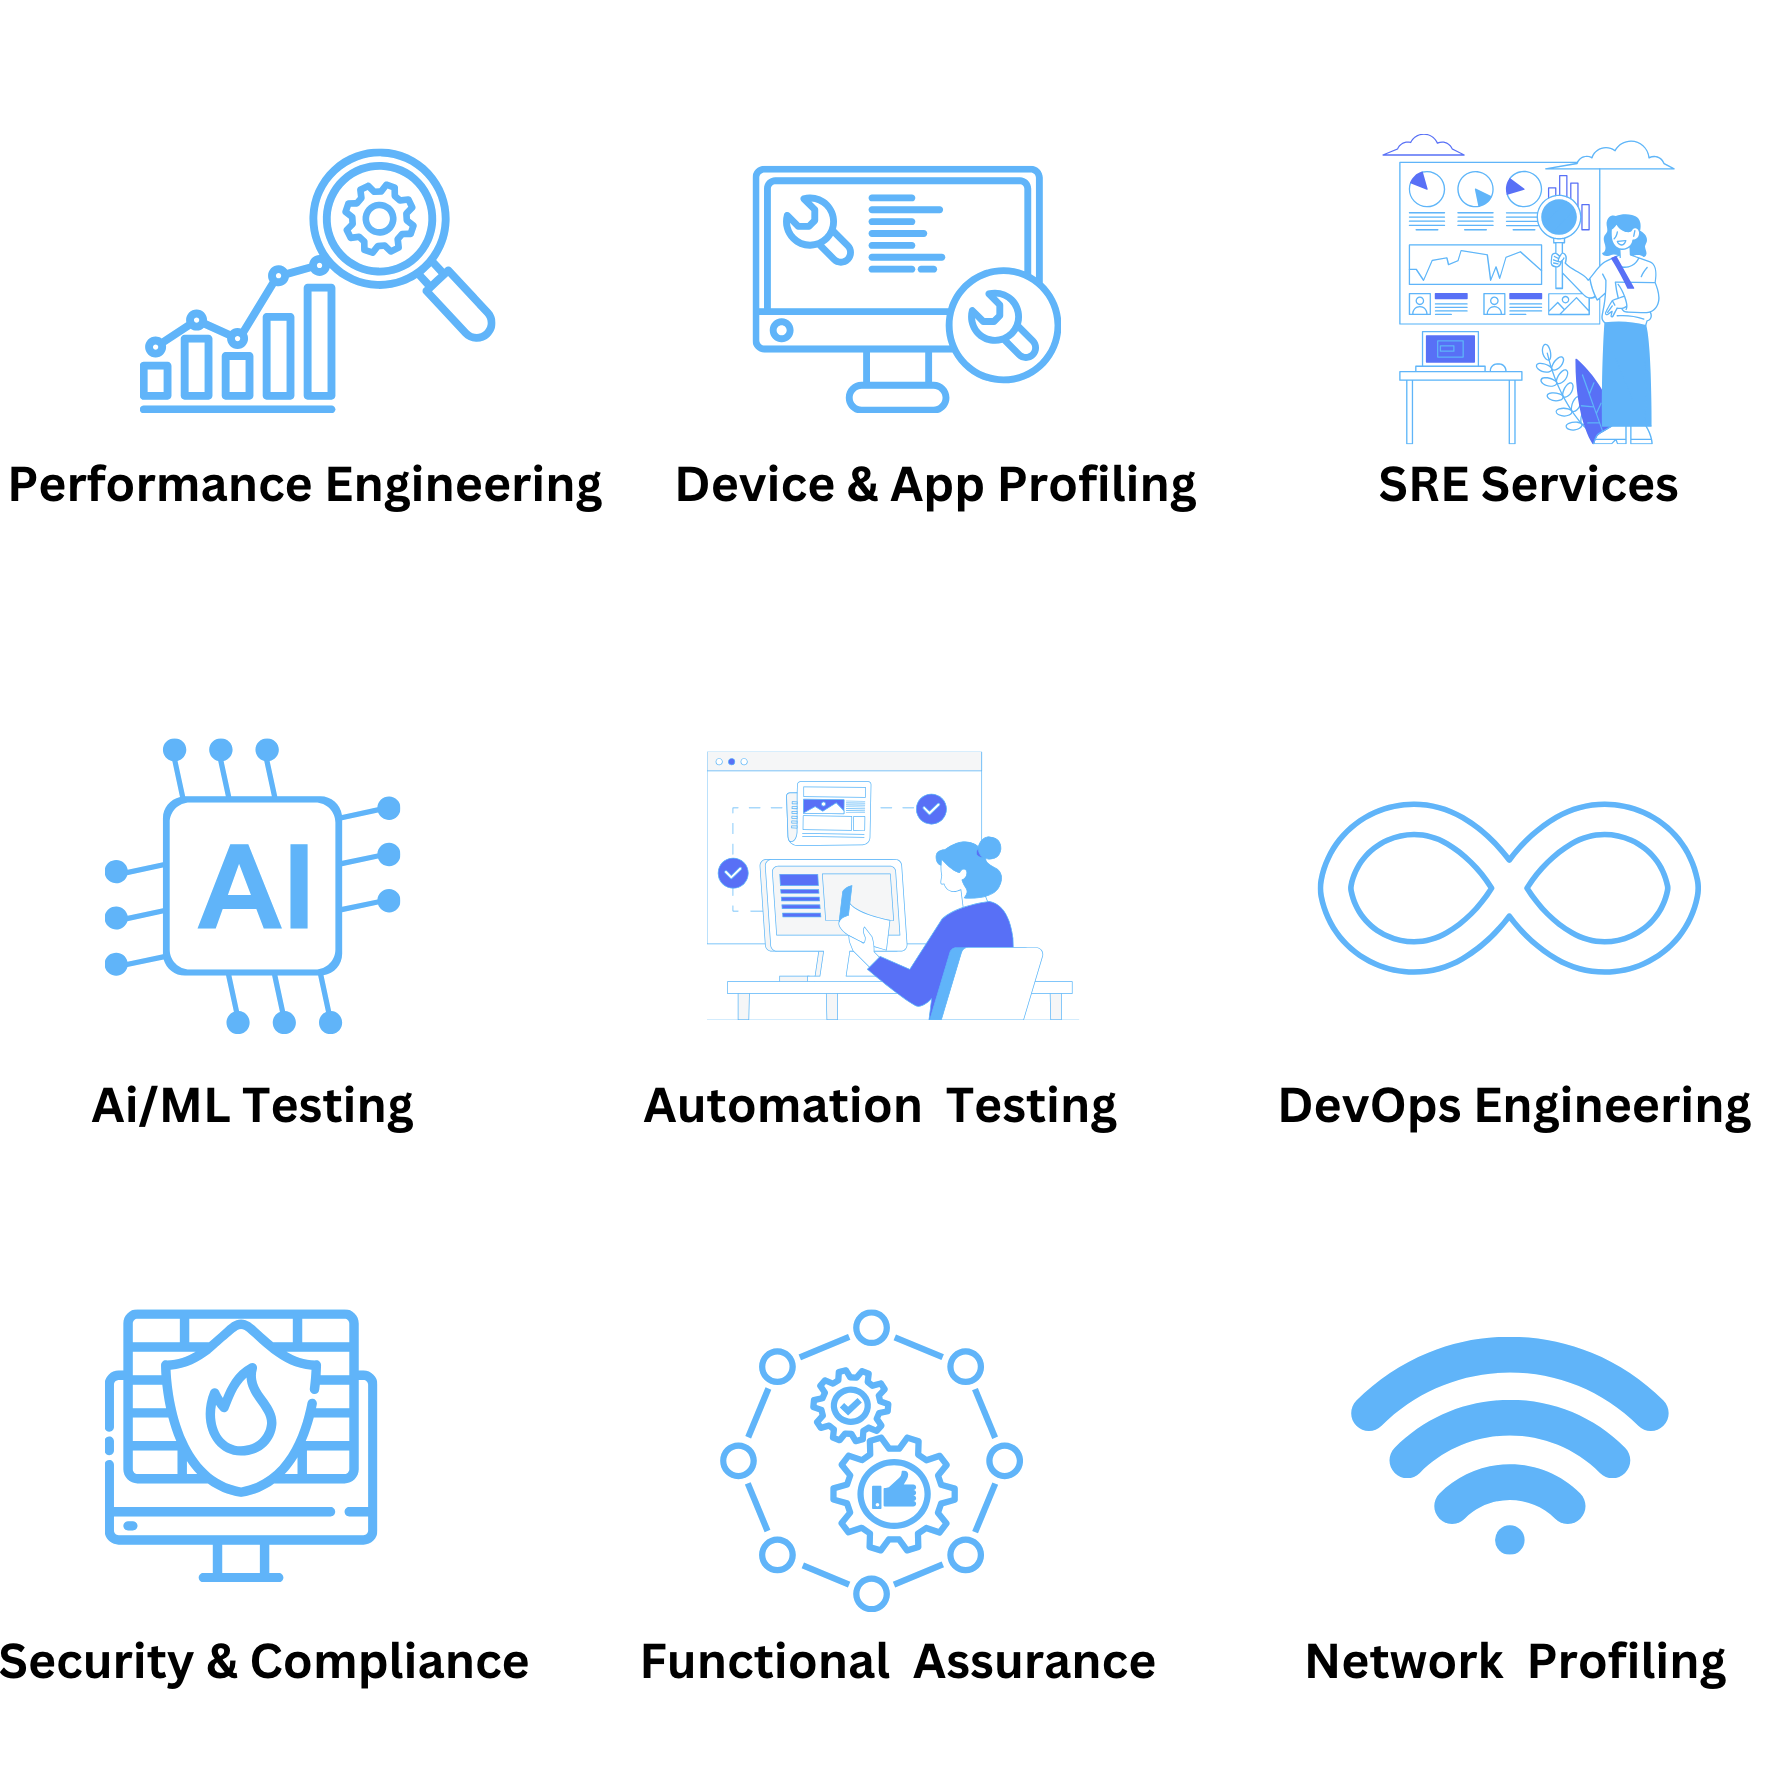 Performance Engineering
Device & App Profiling
SRE Services
AI
Ai/ML Testing
Automation Testing
DevOps Engineering
Security & Compliance
Functional Assurance
Network Profiling